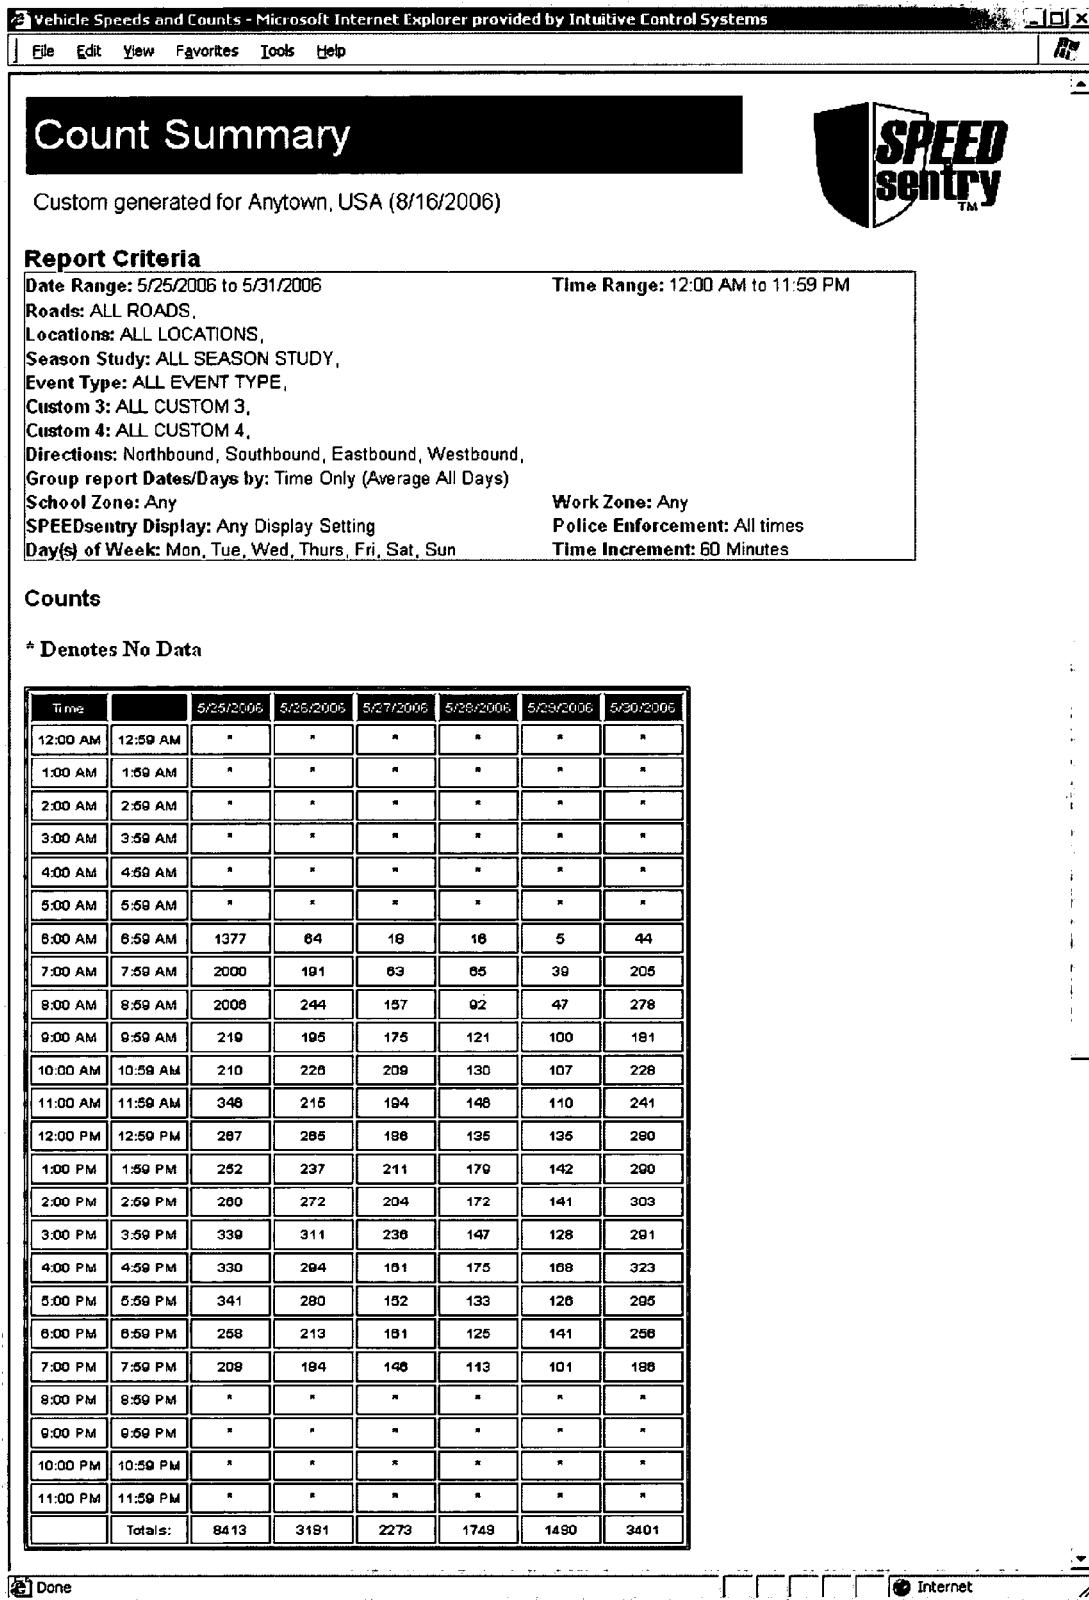 Vehicle Speeds and Counts - Microsoft Internet Explorer provided by Intuitive Control Systems
File Edit View Favorites Tools Help
Count Summary
SPEED
sentry
TM
Custom generated for Anytown, USA (8/16/2006)
Report Criteria
Date Range: 5/25/2006 to 5/31/2006 Time Range: 12:00 AM to 11:59 PM
Roads: ALL ROADS,
Locations: ALL LOCATIONS,
Season Study: ALL SEASON STUDY,
Event Type: ALL EVENT TYPE,
Custom 3: ALL CUSTOM 3,
Custom 4: ALL CUSTOM 4,
Directions: Northbound, Southbound, Eastbound, Westbound,
Group report Dates/Days by: Time Only (Average All Days)
School Zone: Any Work Zone: Any
SPEEDsentry Display: Any Display Setting Police Enforcement: All times
Day(s) of Week: Mon, Tue, Wed, Thurs, Fri, Sat, Sun Time Increment: 60 Minutes
Counts
* Denotes No Data
Time 5/25/2006 5/26/2006 5/27/2006 5/28/2006 5/29/2006 5/30/2006
12:00 AM 12:59 AM * * * * * *
1:00 AM 1:59 AM * * * * * *
2:00 AM 2:59 AM * * * * * *
3:00 AM 3:59 AM * * * * * *
4:00 AM 4:59 AM * * * * * *
5:00 AM 5:59 AM * * * * * *
6:00 AM 6:59 AM 1377 64 18 16 5 44
7:00 AM 7:59 AM 2000 191 63 65 39 205
8:00 AM 8:59 AM 2006 244 157 92 47 278
9:00 AM 9:59 AM 219 195 175 121 100 181
10:00 AM 10:59 AM 210 226 209 130 107 228
11:00 AM 11:59 AM 346 215 194 146 110 241
12:00 PM 12:59 PM 267 265 186 135 135 280
1:00 PM 1:59 PM 252 237 211 179 142 290
2:00 PM 2:59 PM 260 272 204 172 141 303
3:00 PM 3:59 PM 339 311 236 147 128 291
4:00 PM 4:59 PM 330 294 161 175 168 323
5:00 PM 5:59 PM 341 280 152 133 126 295
6:00 PM 6:59 PM 258 213 161 125 141 256
7:00 PM 7:59 PM 208 184 146 113 101 186
8:00 PM 8:59 PM * * * * * *
9:00 PM 9:59 PM * * * * * *
10:00 PM 10:59 PM * * * * * *
11:00 PM 11:59 PM * * * * * *
Totals: 8413 3191 2273 1749 1490 3401
Done Internet